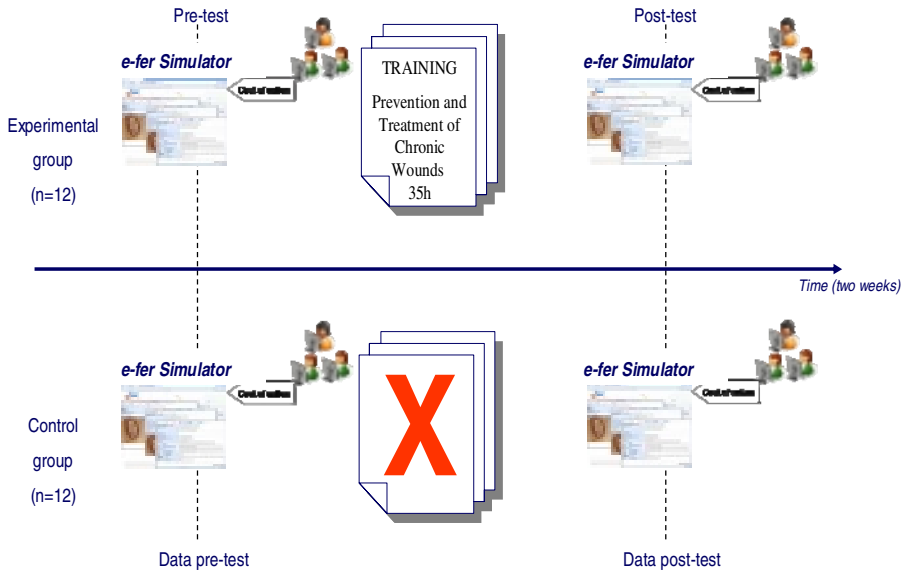 Pre-test
Post-test
e-fer Simulator
TRAINING
Prevention and
Treatment of
Chronic
Wounds
35h
e-fer Simulator
Experimental
group
(n=12)
Time (two weeks)
e-fer Simulator
X
e-fer Simulator
Control
group
(n=12)
Data pre-test
Data post-test